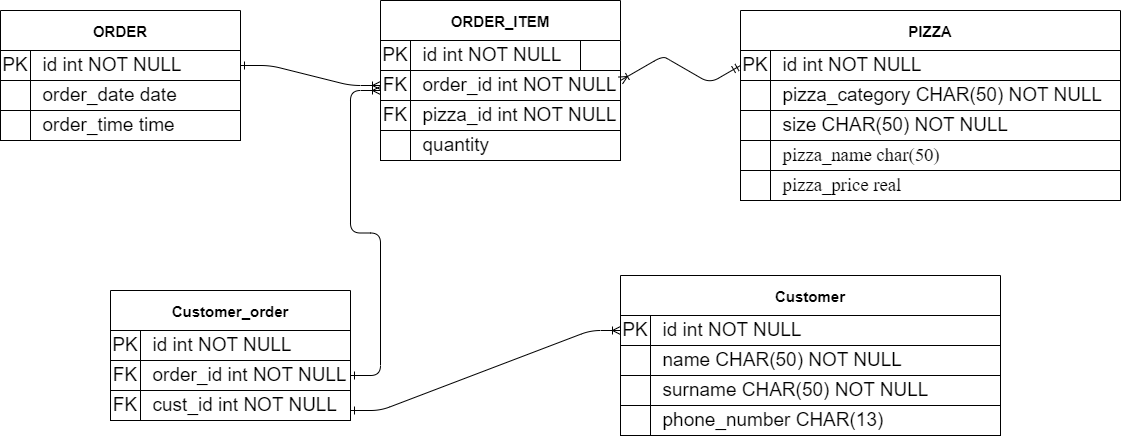 ORDER
PK id int NOT NULL
order_date date
order_time time
ORDER_ITEM
PK id int NOT NULL
FK order_id int NOT NULL
FK pizza_id int NOT NULL
quantity
PIZZA
PK id int NOT NULL
pizza_category CHAR(50) NOT NULL
size CHAR(50) NOT NULL
pizza_name char(50)
pizza_price real
Customer_order
PK id int NOT NULL
FK order_id int NOT NULL
FK cust_id int NOT NULL
Customer
PK id int NOT NULL
name CHAR(50) NOT NULL
surname CHAR(50) NOT NULL
phone_number CHAR(13)